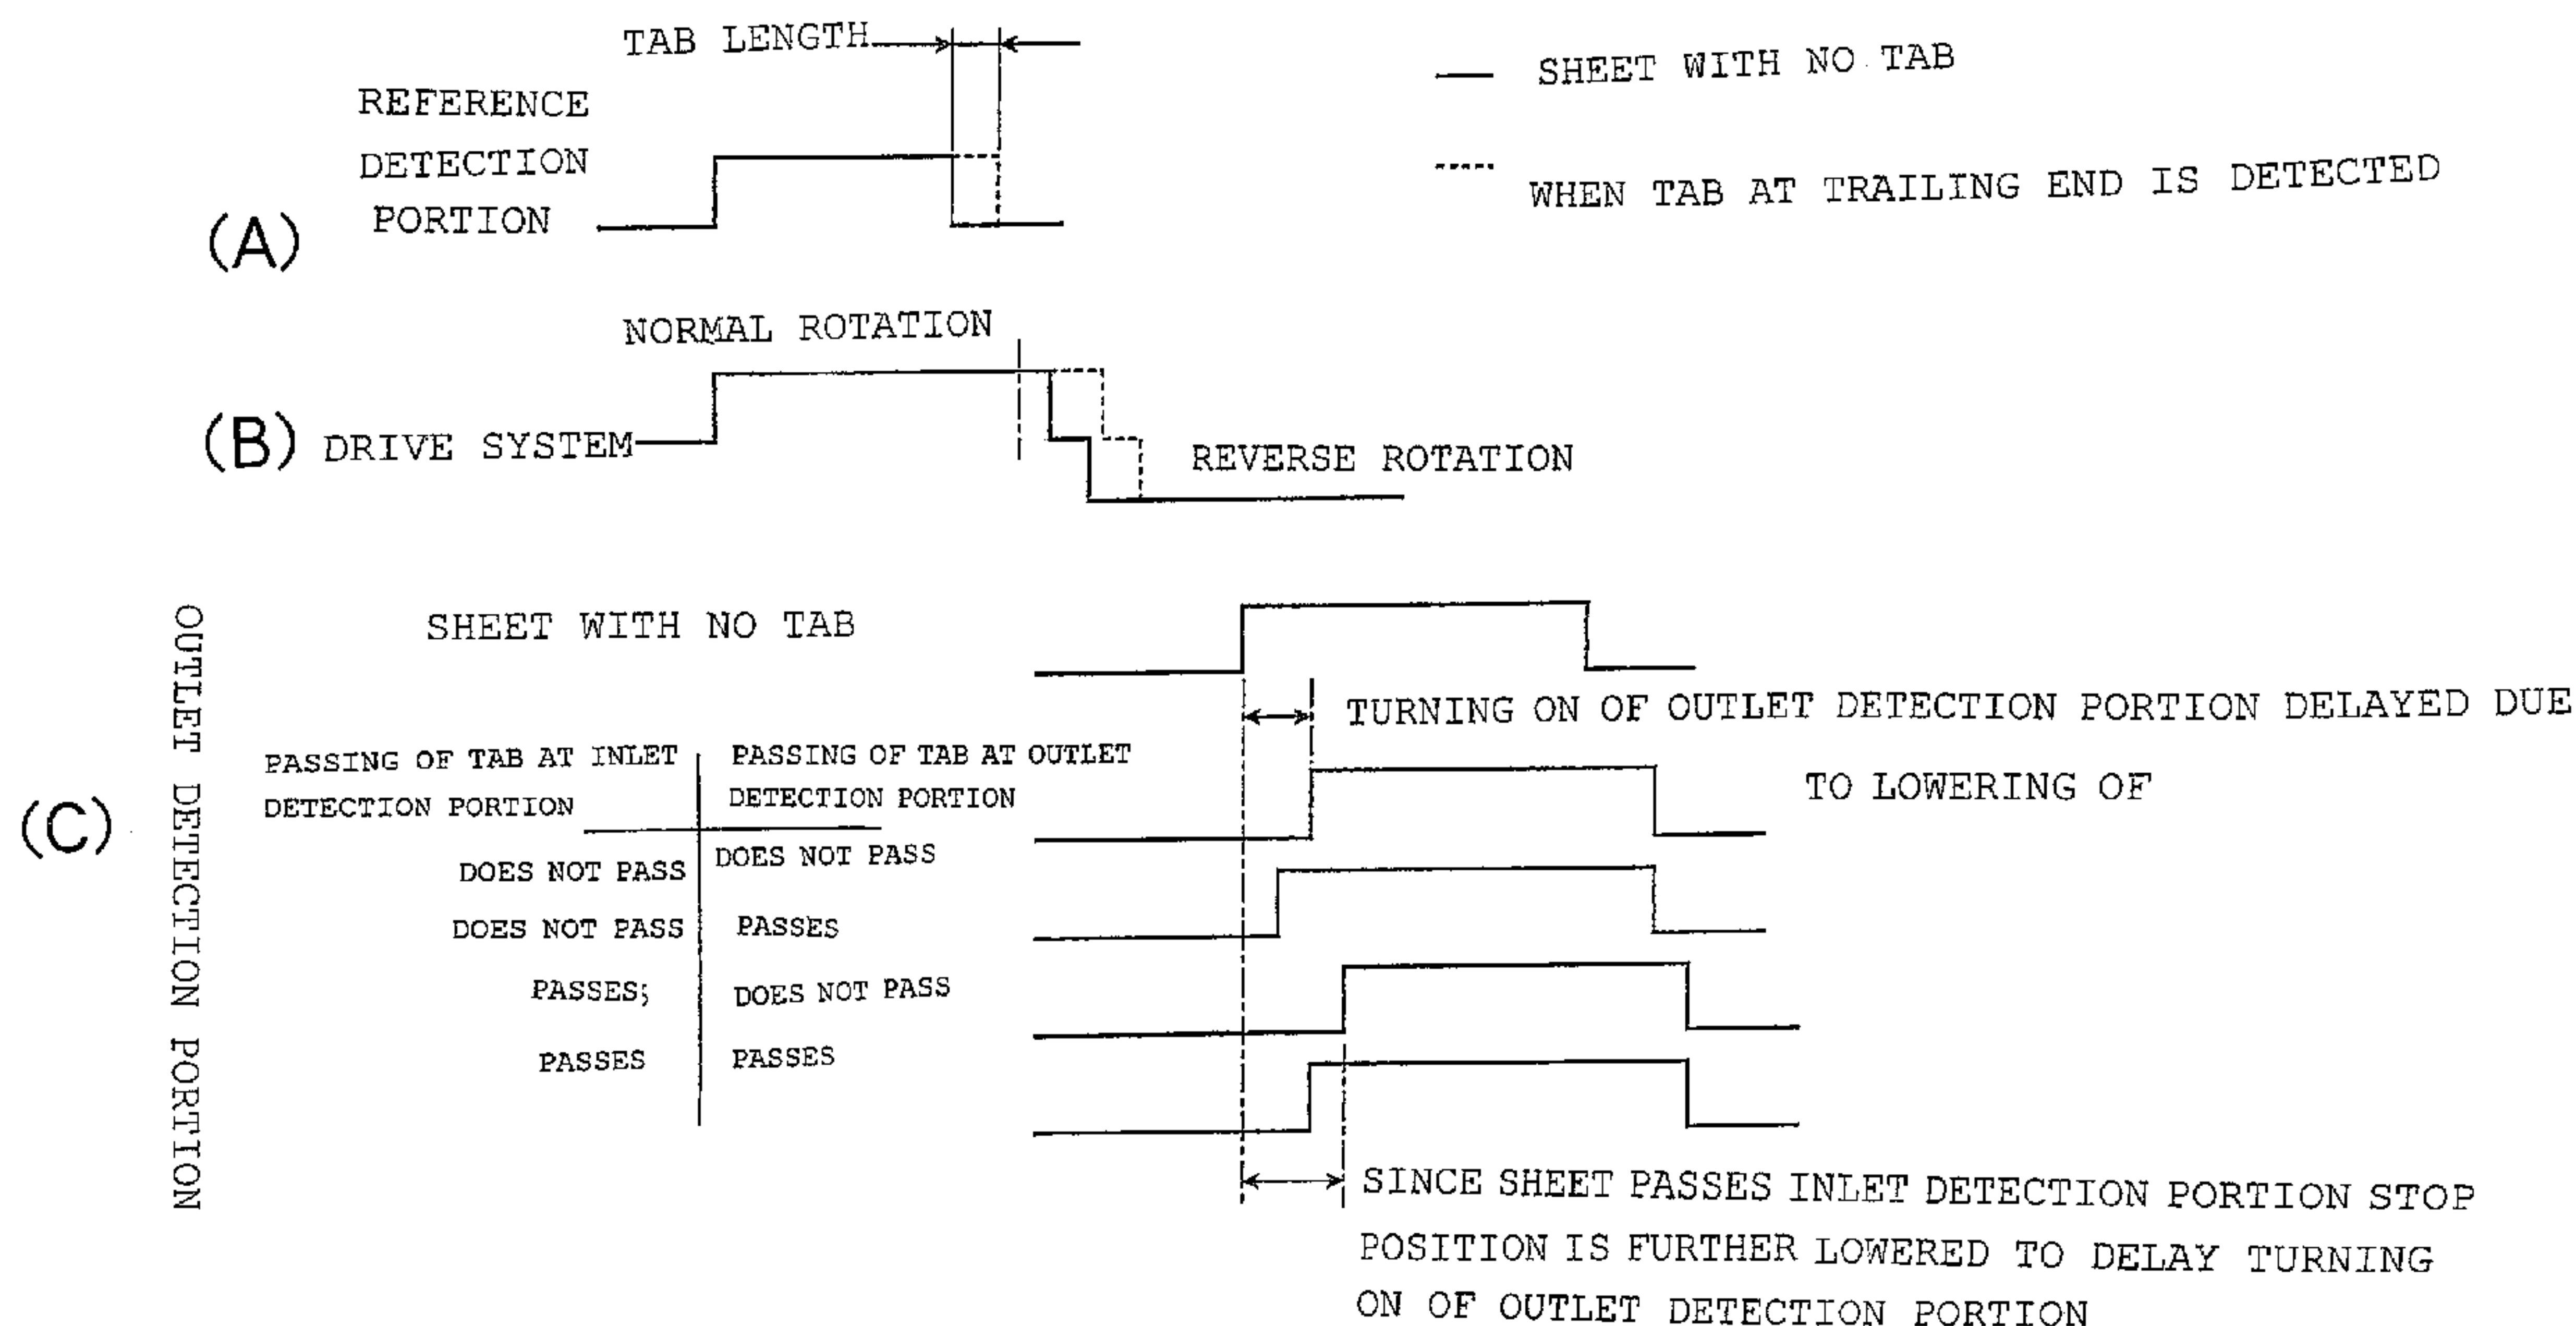 TAB LENGTH
REFERENCE
DETECTION
PORTION
(A)
SHEET WITH NO TAB
WHEN TAB AT TRAILING END IS DETECTED
NORMAL ROTATION
(B) DRIVE SYSTEM
REVERSE ROTATION
(C)
OUTLET DETECTION PORTION
SHEET WITH NO TAB
TURNING ON OF OUTLET DETECTION PORTION DELAYED DUE
TO LOWERING OF
PASSING OF TAB AT INLET
DETECTION PORTION
PASSING OF TAB AT OUTLET
DETECTION PORTION
DOES NOT PASS
DOES NOT PASS
DOES NOT PASS
PASSES
PASSES;
DOES NOT PASS
PASSES
PASSES
SINCE SHEET PASSES INLET DETECTION PORTION STOP
POSITION IS FURTHER LOWERED TO DELAY TURNING
ON OF OUTLET DETECTION PORTION